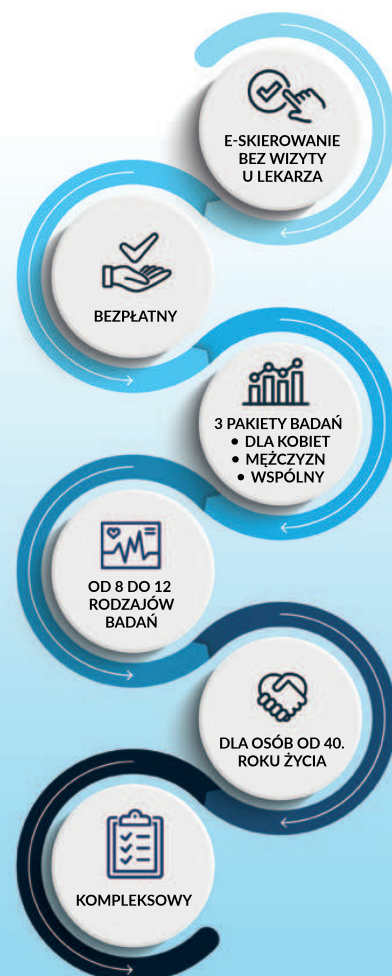 E-SKIEROWANIE
BEZ WIZYTY
U LEKARZA
BEZPŁATNY
3 PAKIETY BADAŃ
• DLA KOBIET
• MĘŻCZYZN
• WSPÓLNY
OD 8 DO 12
RODZAJÓW
BADAŃ
DLA OSÓB OD 40.
ROKU ŻYCIA
KOMPLEKSOWY